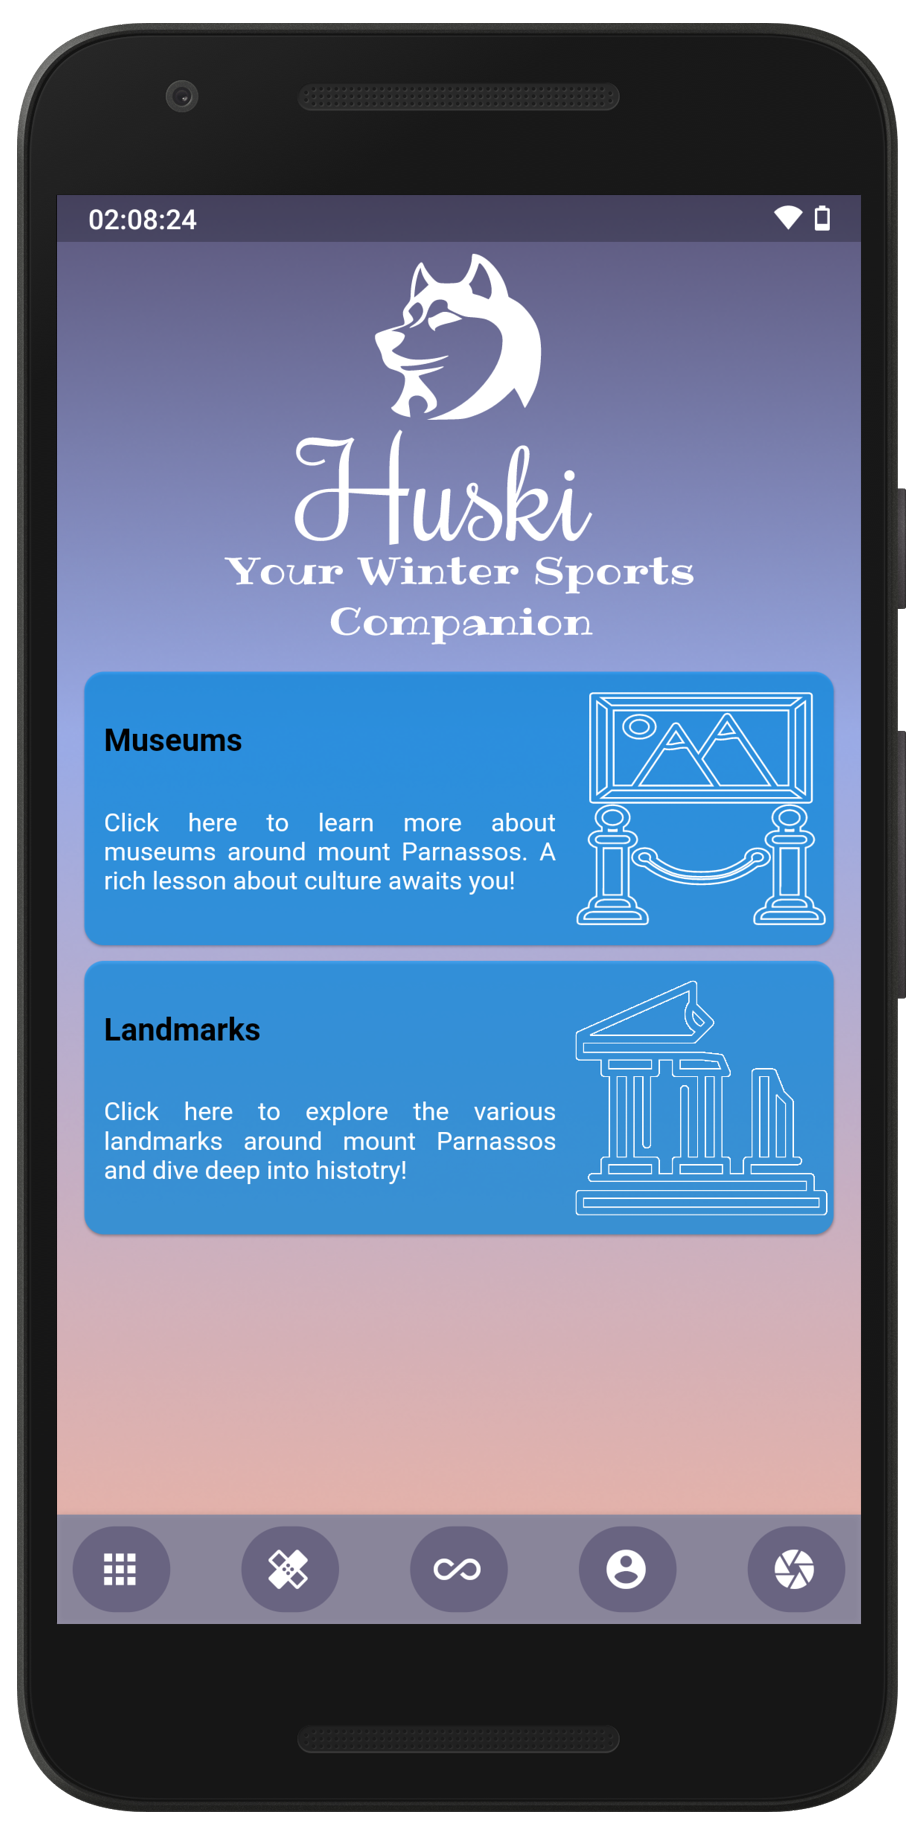 02:08:24
Huski
Your Winter Sports
Companion
Museums
Click here to learn more about
museums around mount Parnassos. A
rich lesson about culture awaits you!
Landmarks
Click here to explore the various
landmarks around mount Parnassos
and dive deep into histotry!